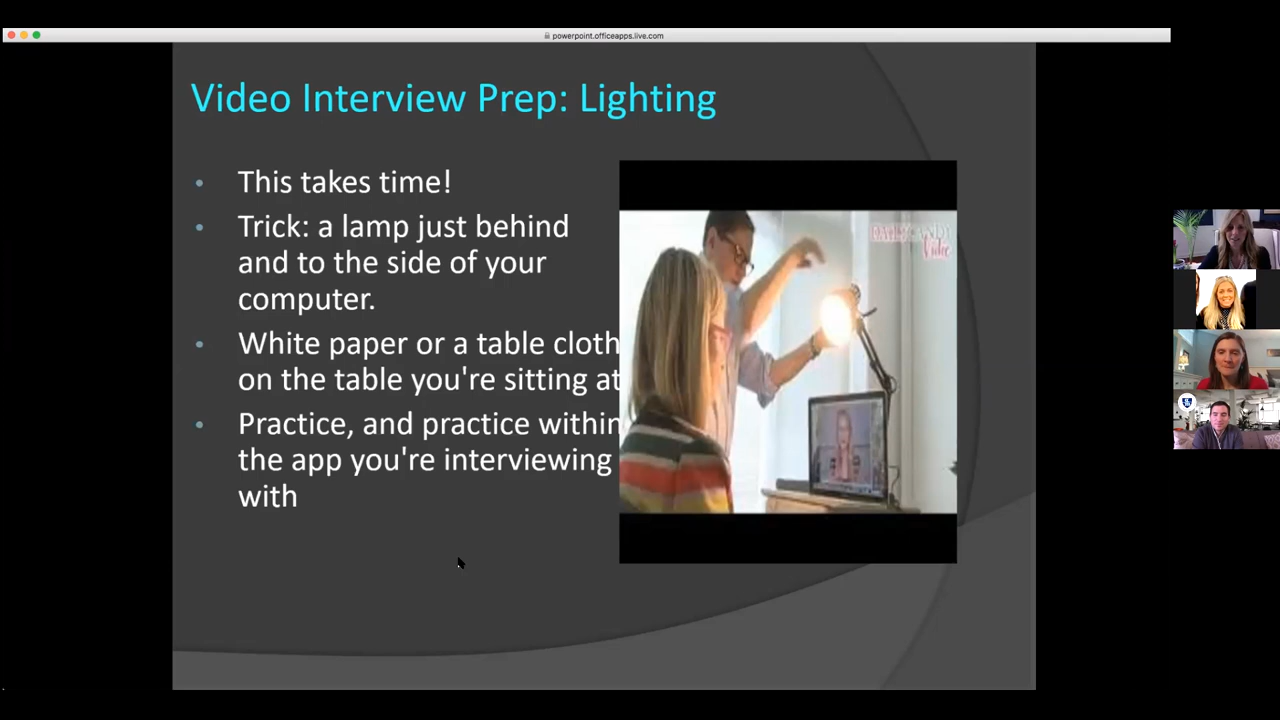 powerpoint.officeapps.live.com
Video Interview Prep: Lighting
• This takes time!
• Trick: a lamp just behind
and to the side of your
computer.
• White paper or a table cloth
on the table you're sitting at
• Practice, and practice within
the app you're interviewing
with
Video